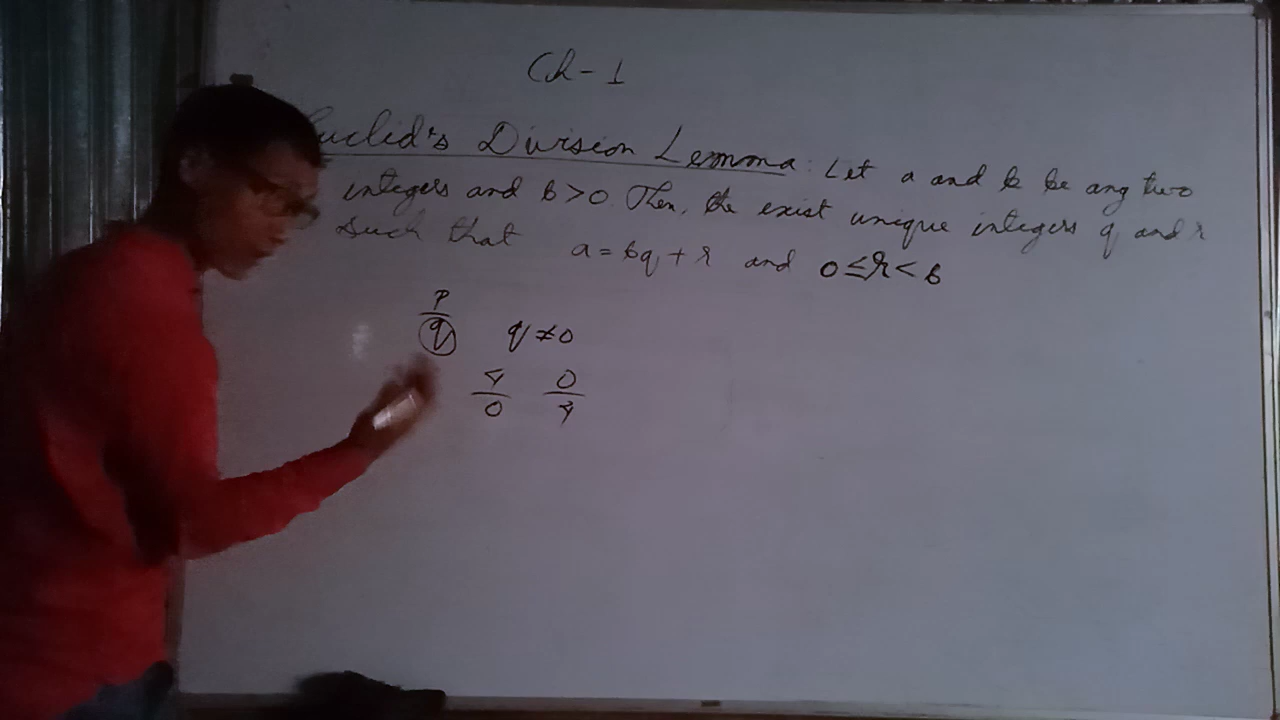 Ch-1
Euclid's Division Lemma: Let a and b be any two
integers and b>0. Then, the exist unique integers q and r
such that a=bq+r and 0≤r<b
p/q q≠0
4/0 0/4